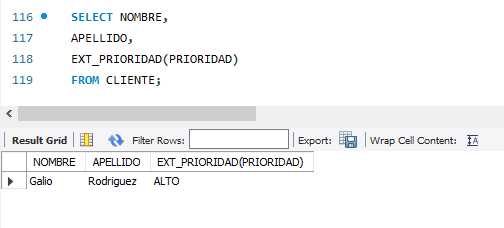 116 SELECT NOMBRE,
117 APELLIDO,
118 EXT_PRIORIDAD(PRIORIDAD)
119 FROM CLIENTE;
Result Grid Filter Rows: Export: Wrap Cell Content:
NOMBRE APELLIDO EXT_PRIORIDAD(PRIORIDAD)
Galio Rodriguez ALTO